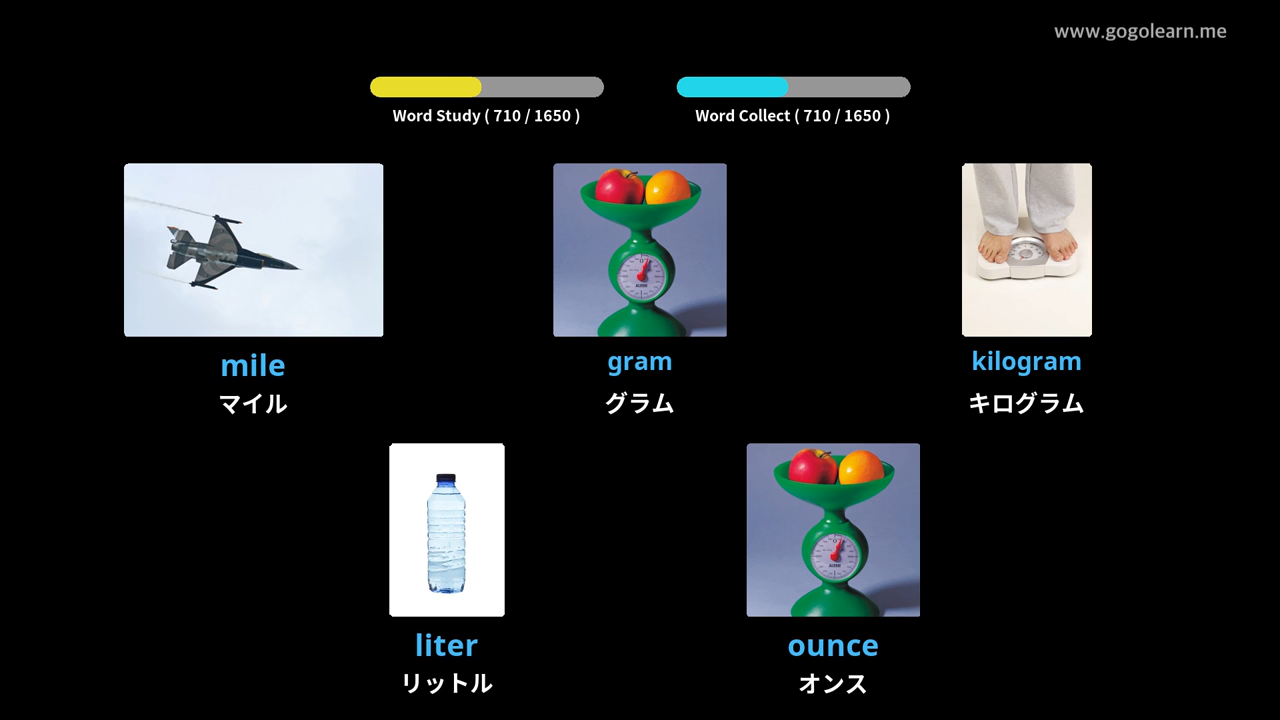 www.gogolearn.me
Word Study ( 710 / 1650 )
Word Collect ( 710 / 1650 )
mile
マイル
gram
グラム
kilogram
キログラム
liter
リットル
ounce
オンス